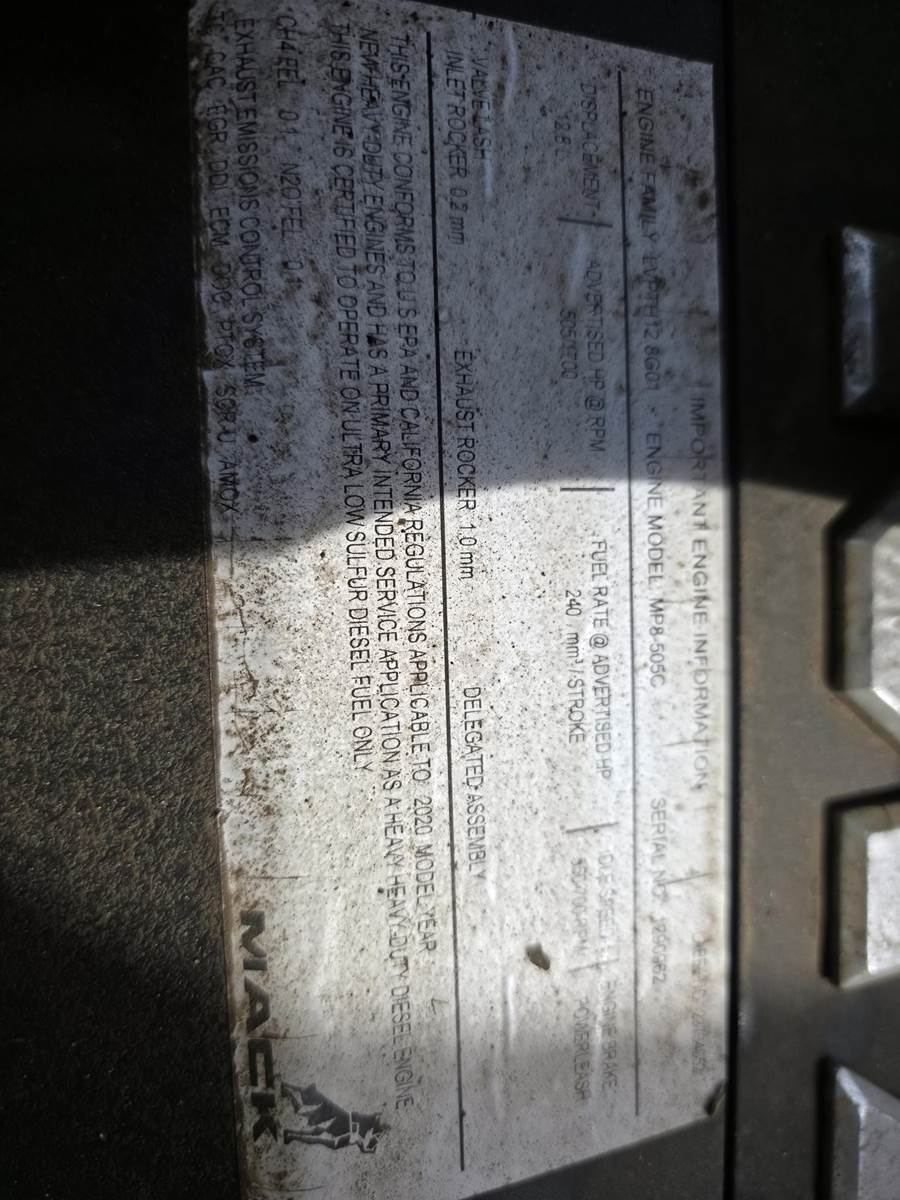 IMPORTANT ENGINE INFORMATION
ENGINE FAMILY LVPTH12.8G01 ENGINE MODEL MP8-505C SERIAL NO
DISPLACEMENT ADVERTISED HP @ RPM FUEL RATE @ ADVERTISED HP IDLE SPEED ENGINE BRAKE
12.8 L 505/1700 240 mm³ / STROKE POWERLEASH
VALVE LASH
INLET ROCKER 0.2 mm EXHAUST ROCKER 1.0 mm DELEGATED ASSEMBLY
THIS ENGINE CONFORMS TO U.S EPA AND CALIFORNIA REGULATIONS APPLICABLE TO 2020 MODEL YEAR
NEW HEAVY-DUTY ENGINES AND HAS A PRIMARY INTENDED SERVICE APPLICATION AS A HEAVY HEAVY-DUTY DIESEL ENGINE
THIS ENGINE IS CERTIFIED TO OPERATE ON ULTRA LOW SULFUR DIESEL FUEL ONLY
CH4 FEL 0.1 N2O FEL 0.1
EXHAUST EMISSIONS CONTROL SYSTEM:
TC, CAC, EGR, DDI, ECM, DOC, PTOX, SCR-U, AMOX
MACK